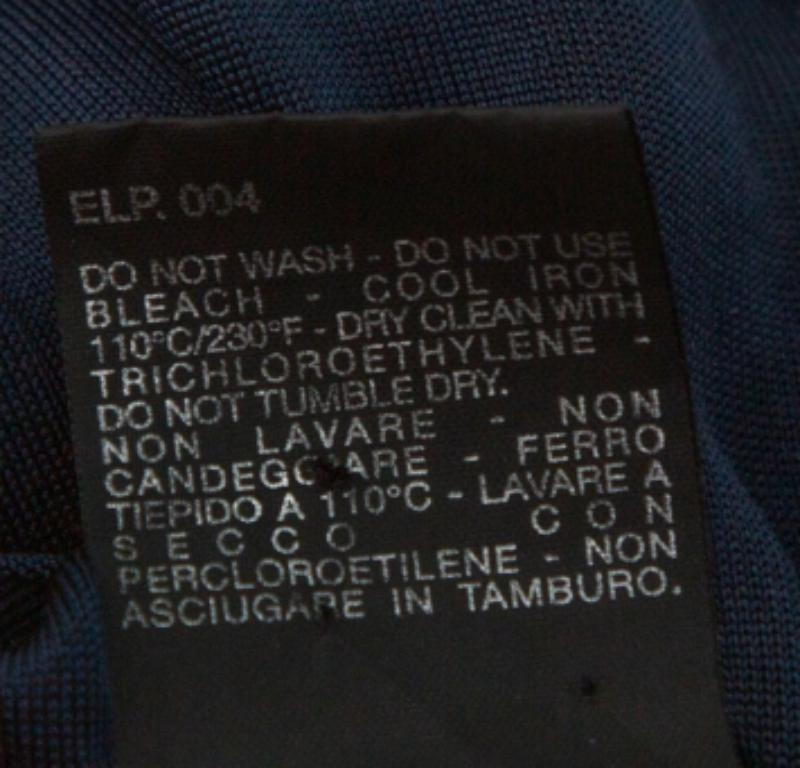 ELP. 004
DO NOT WASH - DO NOT USE
BLEACH - COOL IRON
110°C/230°F - DRY CLEAN WITH
TRICHLOROETHYLENE -
DO NOT TUMBLE DRY.
NON LAVARE - NON
CANDEGGIARE - FERRO
TIEPIDO A 110°C - LAVARE A
SECCO CON
PERCLOROETILENE - NON
ASCIUGARE IN TAMBURO.